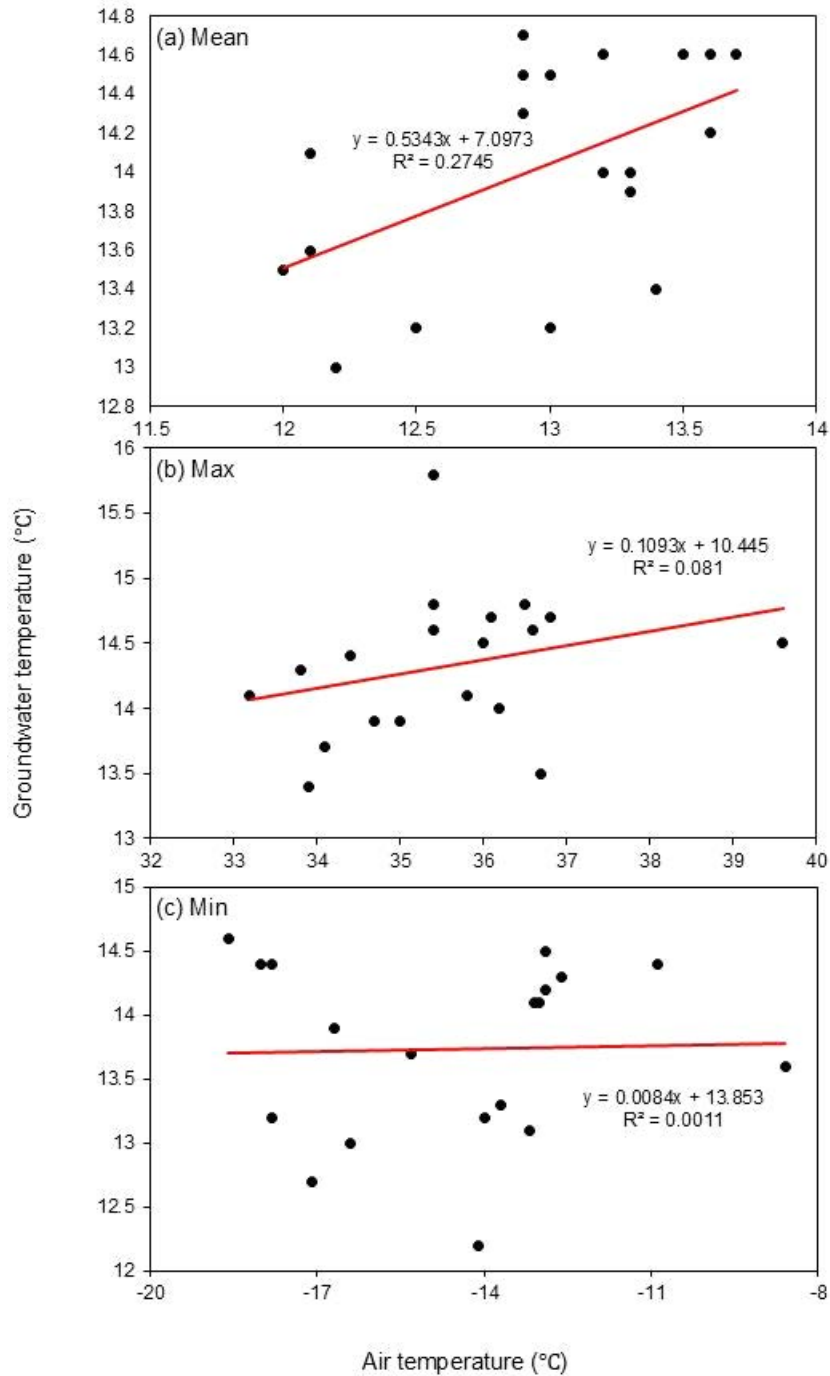 Groundwater temperature (°C)
(a) Mean
14.8
14.6
14.4
14.2
14
13.8
13.6
13.4
13.2
13
12.8
y = 0.5343x + 7.0973
R² = 0.2745
11.5 12 12.5 13 13.5 14
(b) Max
16
15.5
15
14.5
14
13.5
13
y = 0.1093x + 10.445
R² = 0.081
32 33 34 35 36 37 38 39 40
(c) Min
15
14.5
14
13.5
13
12.5
12
y = 0.0084x + 13.853
R² = 0.0011
-20 -17 -14 -11 -8
Air temperature (°C)